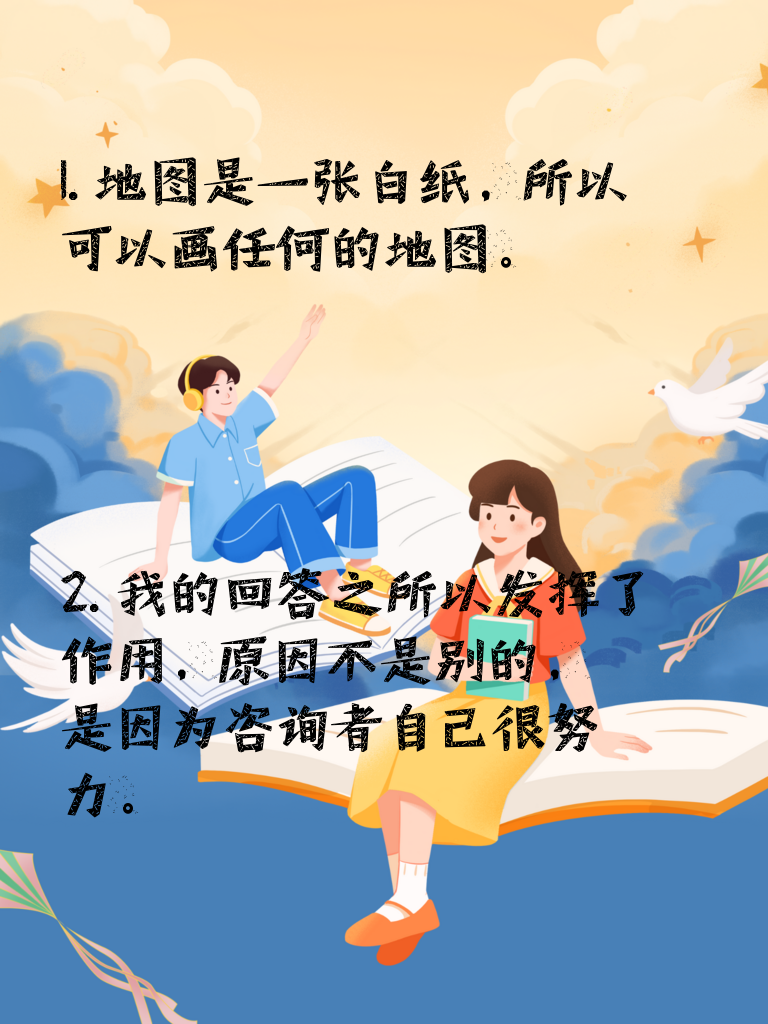 1. 地图是一张白纸，所以
可以画任何的地图。
2. 我的回答之所以发挥了
作用，原因不是别的，
是因为咨询者自己很努
力。